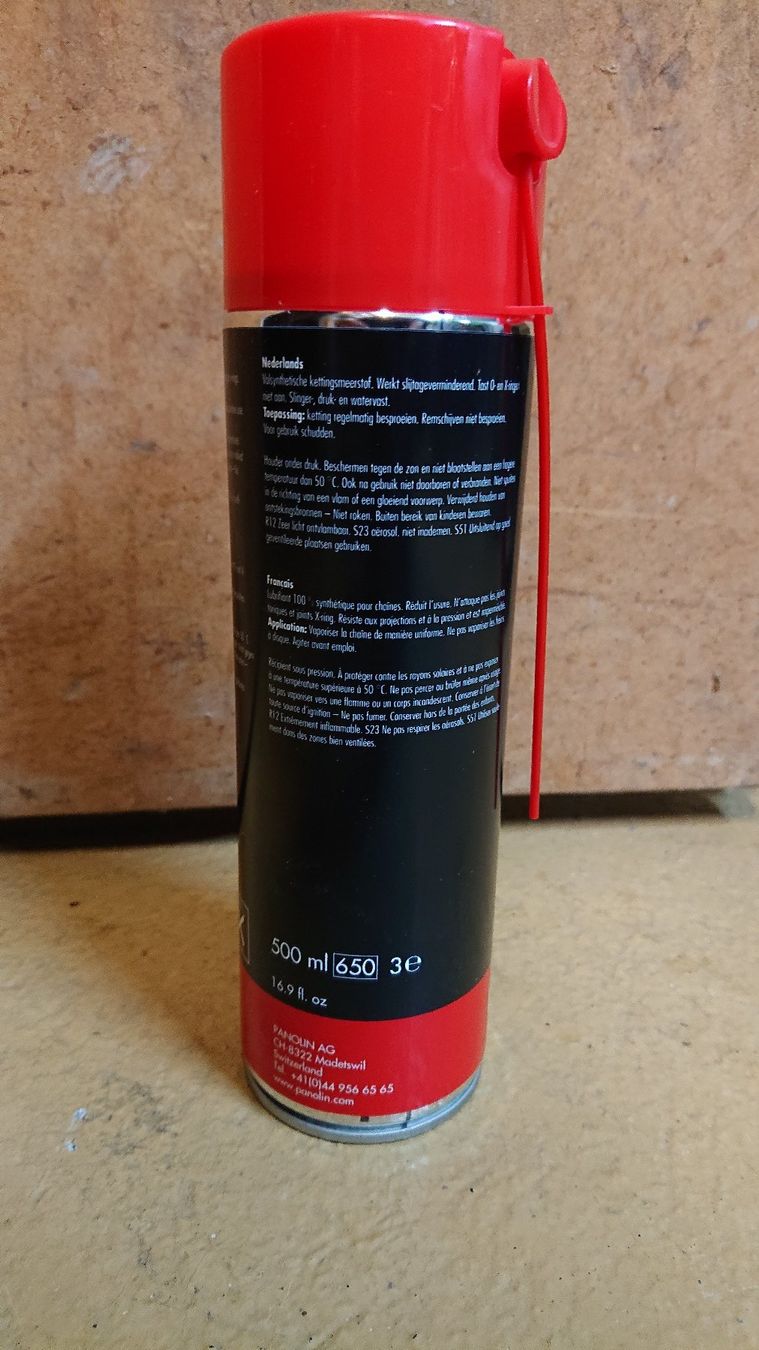 Nederlands
Volsynthetische kettingsmeerstof. Werkt slijtageverminderend. Tast O- en X-ringen
niet aan. Slinger-, druk- en watervast.
Toepassing: ketting regelmatig besproeien. Remschijven niet besproeien.
Voor gebruik schudden.
Houder onder druk. Beschermen tegen de zon en niet blootstellen aan een hogere
temperatuur dan 50 °C. Ook na gebruik niet doorboren of verbranden. Niet spuiten
in de richting van een vlam of een gloeiend voorwerp. Verwijderd houden van
ontstekingsbronnen – Niet roken. Buiten bereik van kinderen bewaren.
R12 Zeer licht ontvlambaar. S23 aërosol. niet inademen. S51 Uitsluitend op goed
geventileerde plaatsen gebruiken.
Francais
Lubrifiant 100 % synthétique pour chaînes. Réduit l'usure. N'attaque pas les joints
toriques et joints X-ring. Résiste aux projections et à la pression et est imperméable.
Application: Vaporiser la chaîne de manière uniforme. Ne pas vaporiser les freins
à disque. Agiter avant emploi.
Récipient sous pression. À protéger contre les rayons solaires et à ne pas exposer
à une température supérieure à 50 °C. Ne pas percer ou brûler même après usage.
Ne pas vaporiser vers une flamme ou un corps incandescent. Conserver à l'écart de
toute source d'ignition – Ne pas fumer. Conserver hors de la portée des enfants.
R12 Extrêmement inflammable. S23 Ne pas respirer les aérosols. S51 Utiliser seule-
ment dans des zones bien ventilées.
500 ml 650 3 e
16,9 fl. oz
PANOLIN AG
CH-8322 Madetswil
Switzerland
Tel. +41(0)44 956 65 65
www.panolin.com